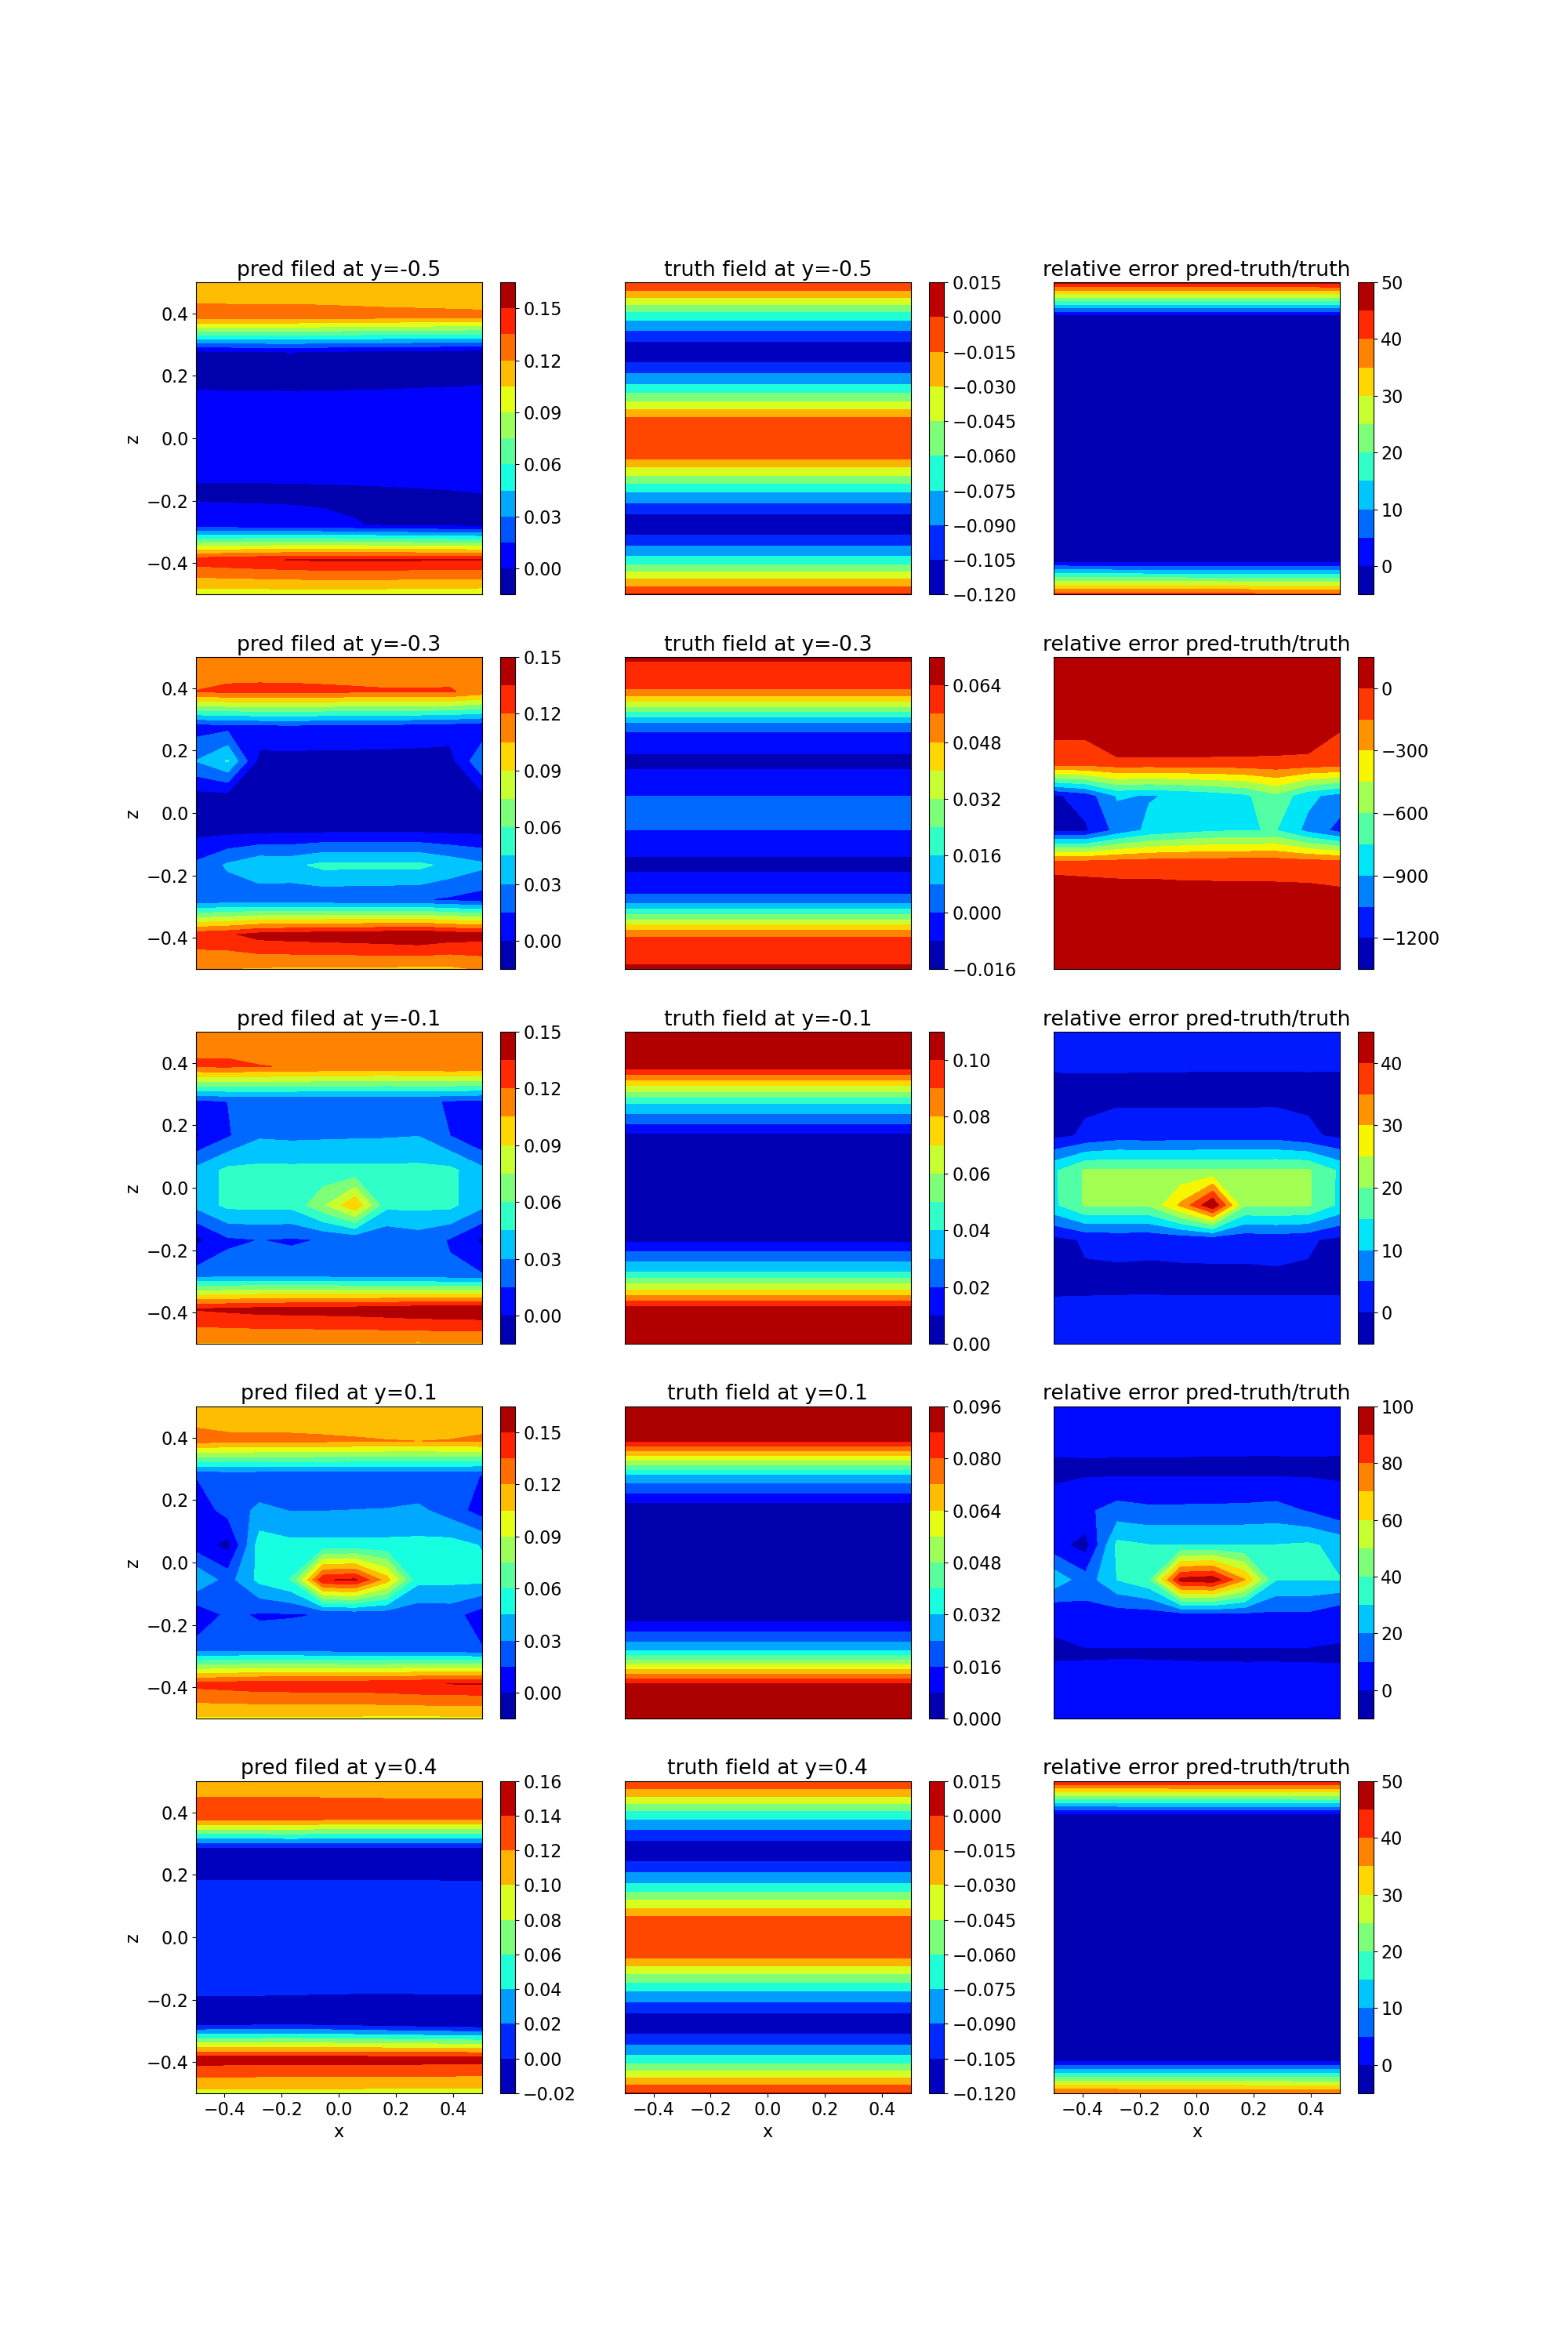 pred filed at y=-0.5 truth field at y=-0.5 relative error pred-truth/truth
0.4 0.2 0.0 −0.2 −0.4
z
0.15 0.12 0.09 0.06 0.03 0.00
0.015 0.000 −0.015 −0.030 −0.045 −0.060 −0.075 −0.090 −0.105 −0.120
50 40 30 20 10 0
pred filed at y=-0.3 truth field at y=-0.3 relative error pred-truth/truth
0.4 0.2 0.0 −0.2 −0.4
z
0.15 0.12 0.09 0.06 0.03 0.00
0.064 0.048 0.032 0.016 0.000 −0.016
0 −300 −600 −900 −1200
pred filed at y=-0.1 truth field at y=-0.1 relative error pred-truth/truth
0.4 0.2 0.0 −0.2 −0.4
z
0.15 0.12 0.09 0.06 0.03 0.00
0.10 0.08 0.06 0.04 0.02 0.00
40 30 20 10 0
pred filed at y=0.1 truth field at y=0.1 relative error pred-truth/truth
0.4 0.2 0.0 −0.2 −0.4
z
0.15 0.12 0.09 0.06 0.03 0.00
0.096 0.080 0.064 0.048 0.032 0.016 0.000
100 80 60 40 20 0
pred filed at y=0.4 truth field at y=0.4 relative error pred-truth/truth
0.4 0.2 0.0 −0.2 −0.4
z
0.16 0.14 0.12 0.10 0.08 0.06 0.04 0.02 0.00 −0.02
0.015 0.000 −0.015 −0.030 −0.045 −0.060 −0.075 −0.090 −0.105 −0.120
50 40 30 20 10 0
−0.4 −0.2 0.0 0.2 0.4 −0.4 −0.2 0.0 0.2 0.4 −0.4 −0.2 0.0 0.2 0.4
x x x